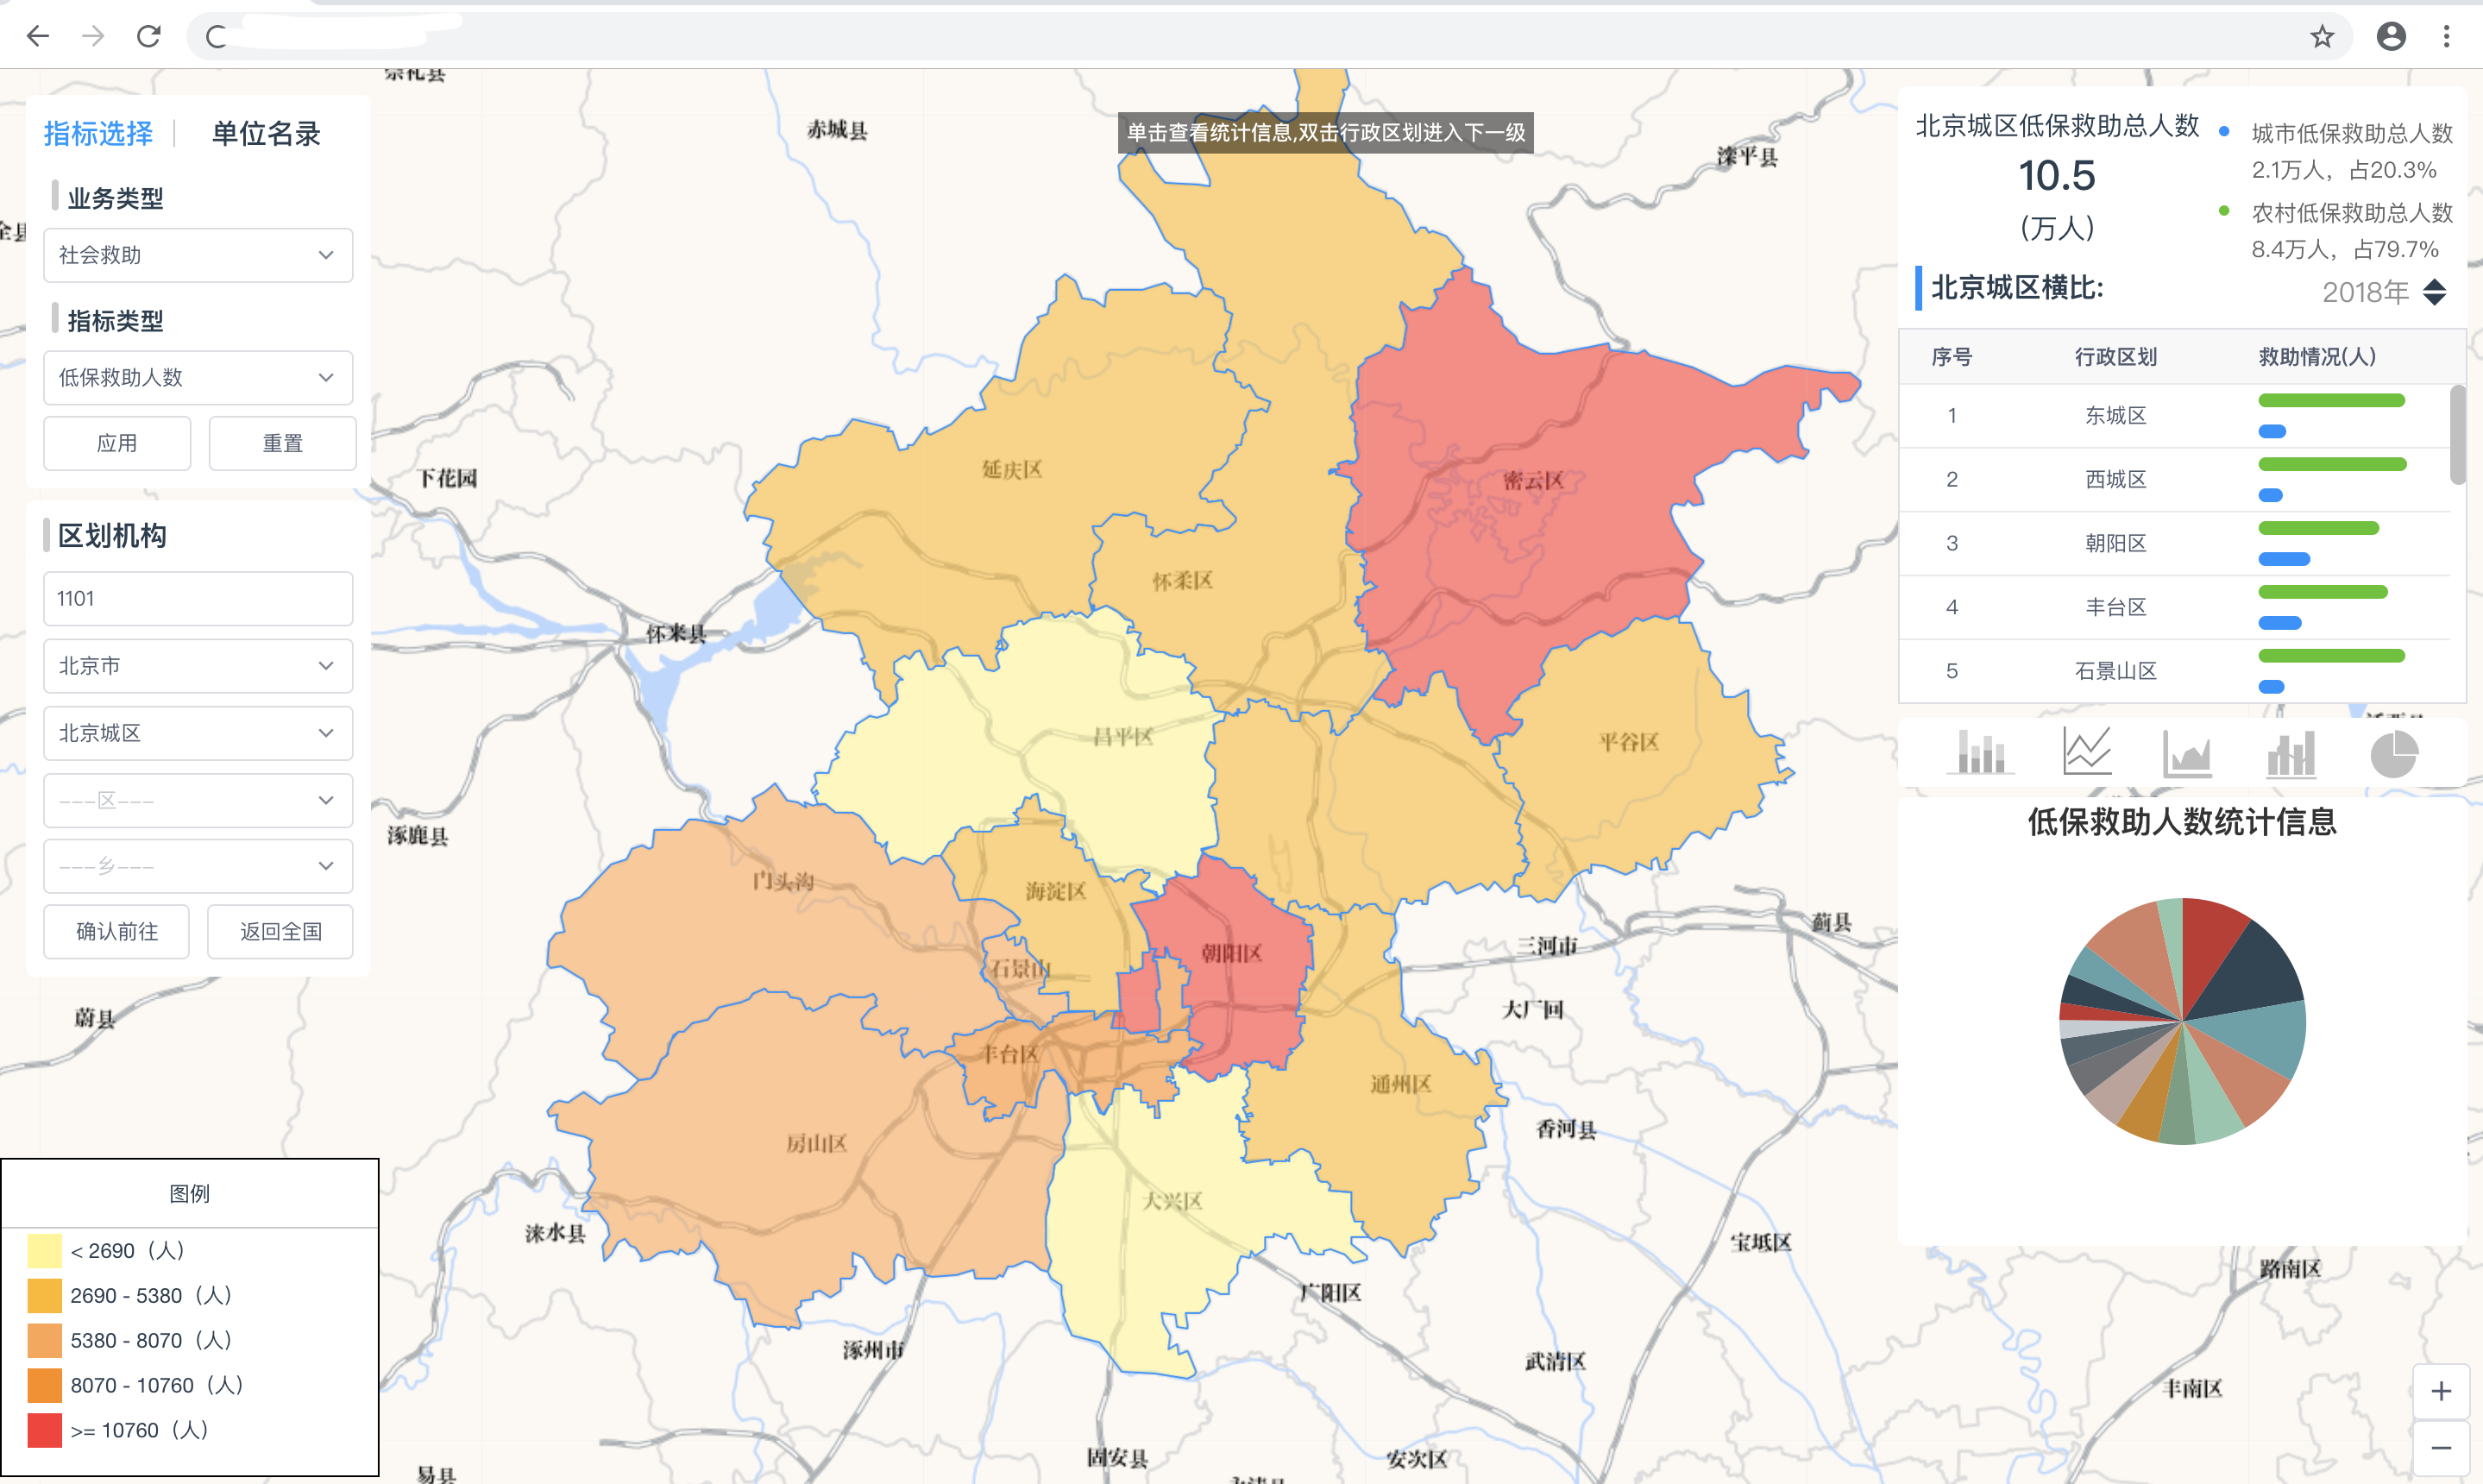 单击查看统计信息,双击行政区划进入下一级
指标选择
单位名录
业务类型
社会救助
指标类型
低保救助人数
应用
重置
区划机构
1101
北京市
北京城区
---区---
---乡---
确认前往
返回全国
图例
< 2690（人）
2690 - 5380（人）
5380 - 8070（人）
8070 - 10760（人）
>= 10760（人）
崇礼县
赤城县
滦平县
下花园
延庆区
密云区
怀柔区
怀来县
昌平区
平谷区
涿鹿县
门头沟
海淀区
朝阳区
石景山
三河市
蓟县
蔚县
大厂回
丰台区
通州区
香河县
房山区
大兴区
涞水县
宝坻区
广阳区
路南区
涿州市
武清区
丰南区
固安县
安次区
易县
北京城区低保救助总人数
10.5
(万人)
城市低保救助总人数
2.1万人，占20.3%
农村低保救助总人数
8.4万人，占79.7%
北京城区横比:
2018年
序号 行政区划 救助情况(人)
1 东城区
2 西城区
3 朝阳区
4 丰台区
5 石景山区
低保救助人数统计信息
+
−